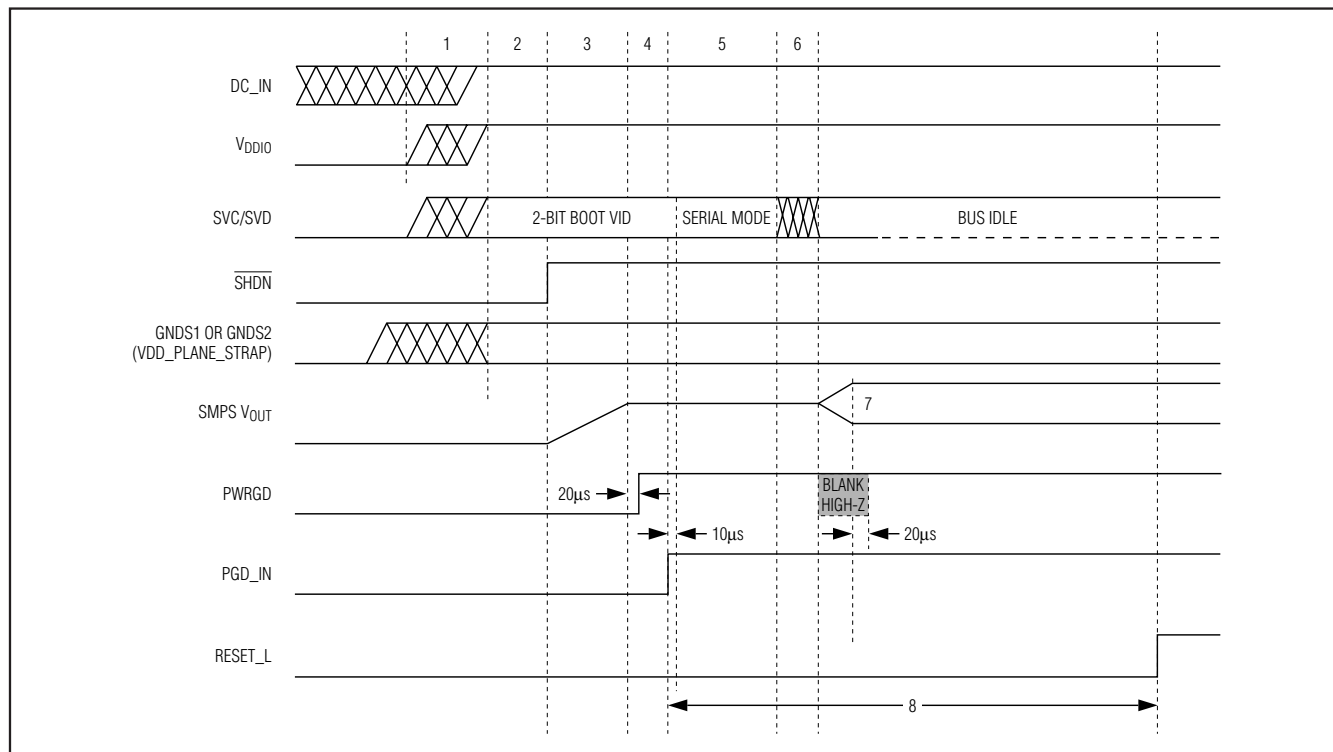 1 2 3 4 5 6
DC_IN
VDDIO
SVC/SVD
2-BIT BOOT VID
SERIAL MODE
BUS IDLE
SHDN
GNDS1 OR GNDS2
(VDD_PLANE_STRAP)
SMPS VOUT
7
PWRGD
20μs
BLANK
HIGH-Z
10μs
20μs
PGD_IN
RESET_L
8